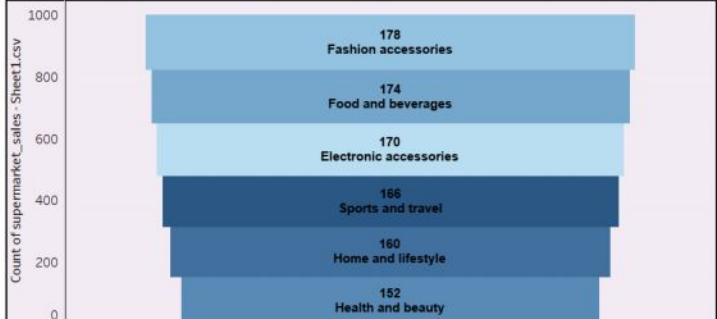 Count of supermarket_sales - Sheet1.csv
1000
800
600
400
200
0
178
Fashion accessories
174
Food and beverages
170
Electronic accessories
166
Sports and travel
160
Home and lifestyle
152
Health and beauty